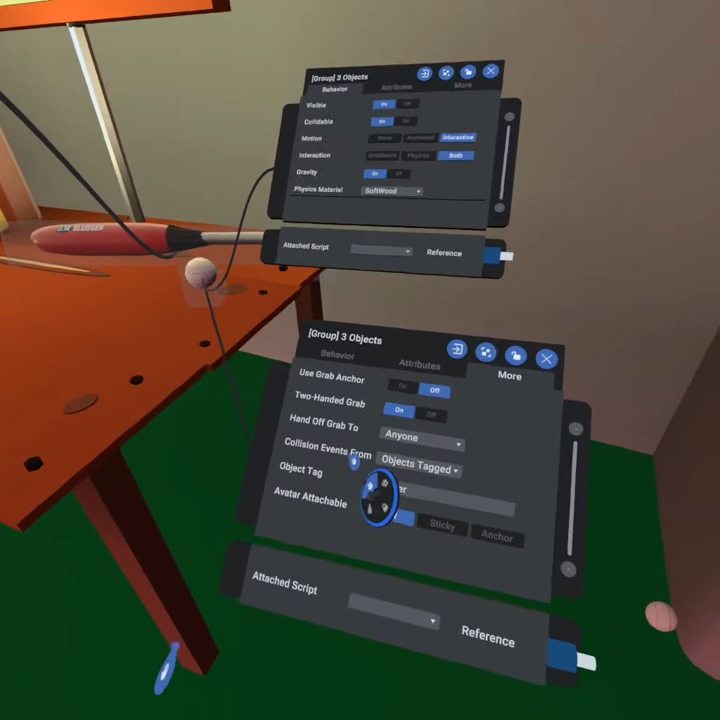 [Group] 3 Objects
Behavior
Attributes
More
Visible
On
Off
Collidable
On
Motion
Animated
Interactive
Interaction
Grabbable
Physics
Both
Gravity
On
Off
Physics Material
SoftWood
Attached Script
Reference
J.M BLUGGER
[Group] 3 Objects
Behavior
Attributes
More
Use Grab Anchor
On
Off
Two-Handed Grab
On
Off
Hand Off Grab To
Anyone
Collision Events From
Objects Tagged
Object Tag
Avatar Attachable
Sticky
Anchor
Attached Script
Reference